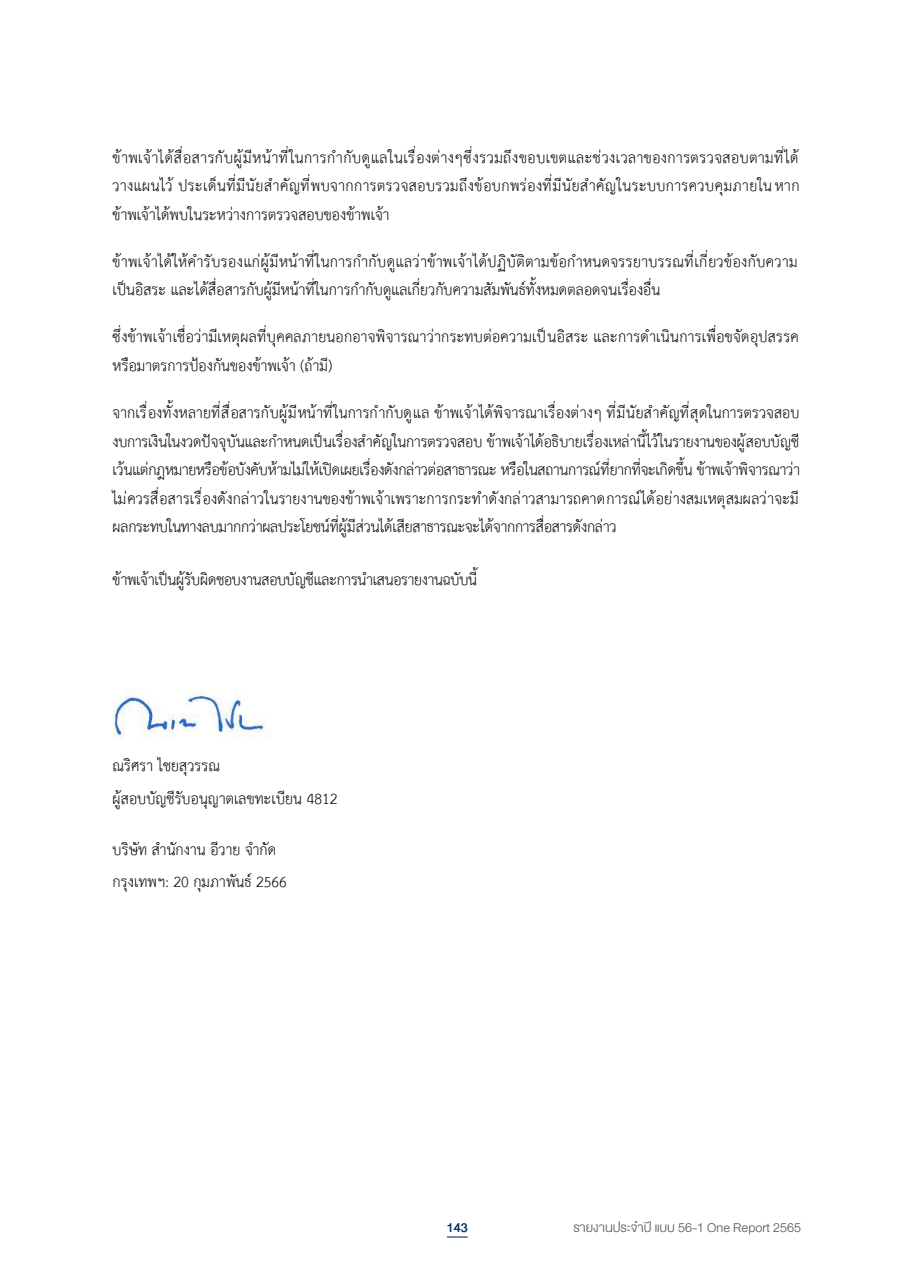 ข้าพเจ้าได้สื่อสารกับผู้มีหน้าที่ในการกำกับดูแลในเรื่องต่างๆซึ่งรวมถึงขอบเขตและช่วงเวลาของการตรวจสอบตามที่ได้
วางแผนไว้ ประเด็นที่มีนัยสำคัญที่พบจากการตรวจสอบรวมถึงข้อบกพร่องที่มีนัยสำคัญในระบบการควบคุมภายใน หาก
ข้าพเจ้าได้พบในระหว่างการตรวจสอบของข้าพเจ้า
ข้าพเจ้าได้ให้คำรับรองแก่ผู้มีหน้าที่ในการกำกับดูแลว่าข้าพเจ้าได้ปฏิบัติตามข้อกำหนดจรรยาบรรณที่เกี่ยวข้องกับความ
เป็นอิสระ และได้สื่อสารกับผู้มีหน้าที่ในการกำกับดูแลเกี่ยวกับความสัมพันธ์ทั้งหมดตลอดจนเรื่องอื่น
ซึ่งข้าพเจ้าเชื่อว่ามีเหตุผลที่บุคคลภายนอกอาจพิจารณาว่ากระทบต่อความเป็นอิสระ และการดำเนินการเพื่อขจัดอุปสรรค
หรือมาตรการป้องกันของข้าพเจ้า (ถ้ามี)
จากเรื่องทั้งหลายที่สื่อสารกับผู้มีหน้าที่ในการกำกับดูแล ข้าพเจ้าได้พิจารณาเรื่องต่างๆ ที่มีนัยสำคัญที่สุดในการตรวจสอบ
งบการเงินในงวดปัจจุบันและกำหนดเป็นเรื่องสำคัญในการตรวจสอบ ข้าพเจ้าได้อธิบายเรื่องเหล่านี้ไว้ในรายงานของผู้สอบบัญชี
เว้นแต่กฎหมายหรือข้อบังคับห้ามไม่ให้เปิดเผยเรื่องดังกล่าวต่อสาธารณะ หรือในสถานการณ์ที่ยากที่จะเกิดขึ้น ข้าพเจ้าพิจารณาว่า
ไม่ควรสื่อสารเรื่องดังกล่าวในรายงานของข้าพเจ้าเพราะการกระทำดังกล่าวสามารถคาดการณ์ได้อย่างสมเหตุสมผลว่าจะมี
ผลกระทบในทางลบมากกว่าผลประโยชน์ที่ผู้มีส่วนได้เสียสาธารณะจะได้จากการสื่อสารดังกล่าว
ข้าพเจ้าเป็นผู้รับผิดชอบงานสอบบัญชีและการนำเสนอรายงานฉบับนี้
ณริศรา ไชยสุวรรณ
ผู้สอบบัญชีรับอนุญาตเลขทะเบียน 4812
บริษัท สำนักงาน อีวาย จำกัด
กรุงเทพฯ: 20 กุมภาพันธ์ 2566
143 รายงานประจำปี แบบ 56-1 One Report 2565